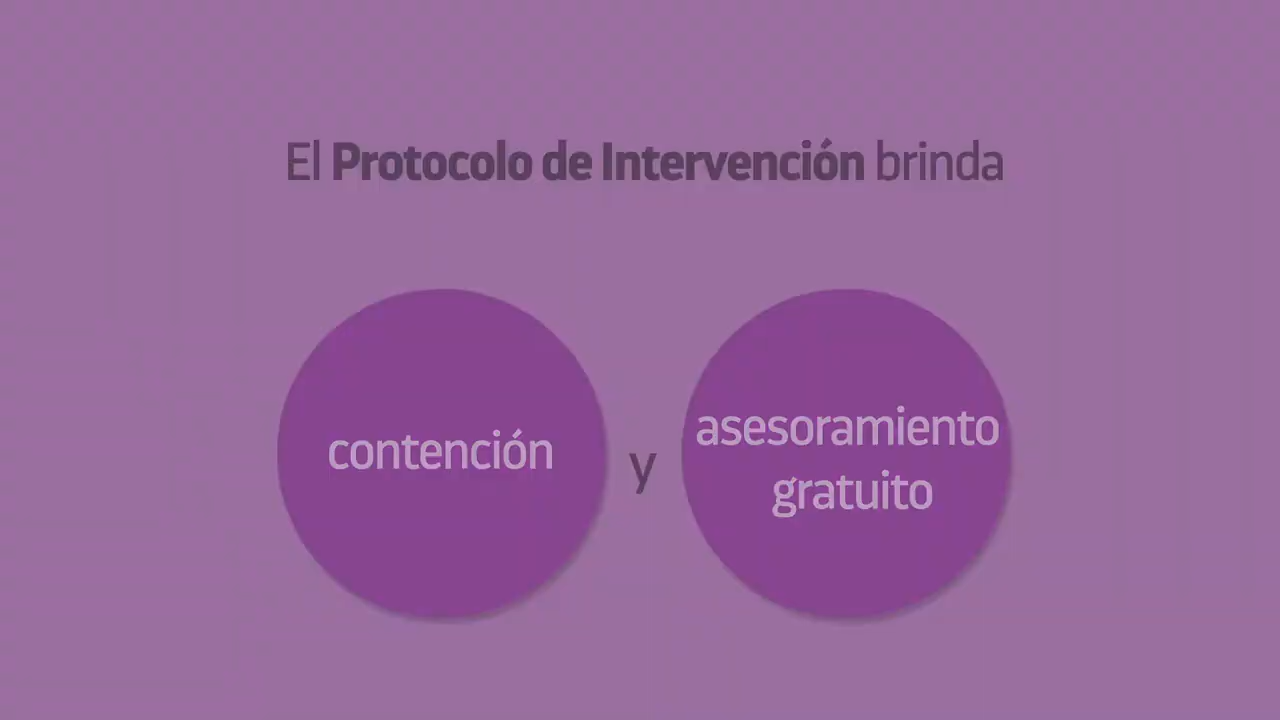 El Protocolo de Intervención brinda
contención
y
asesoramiento
gratuito